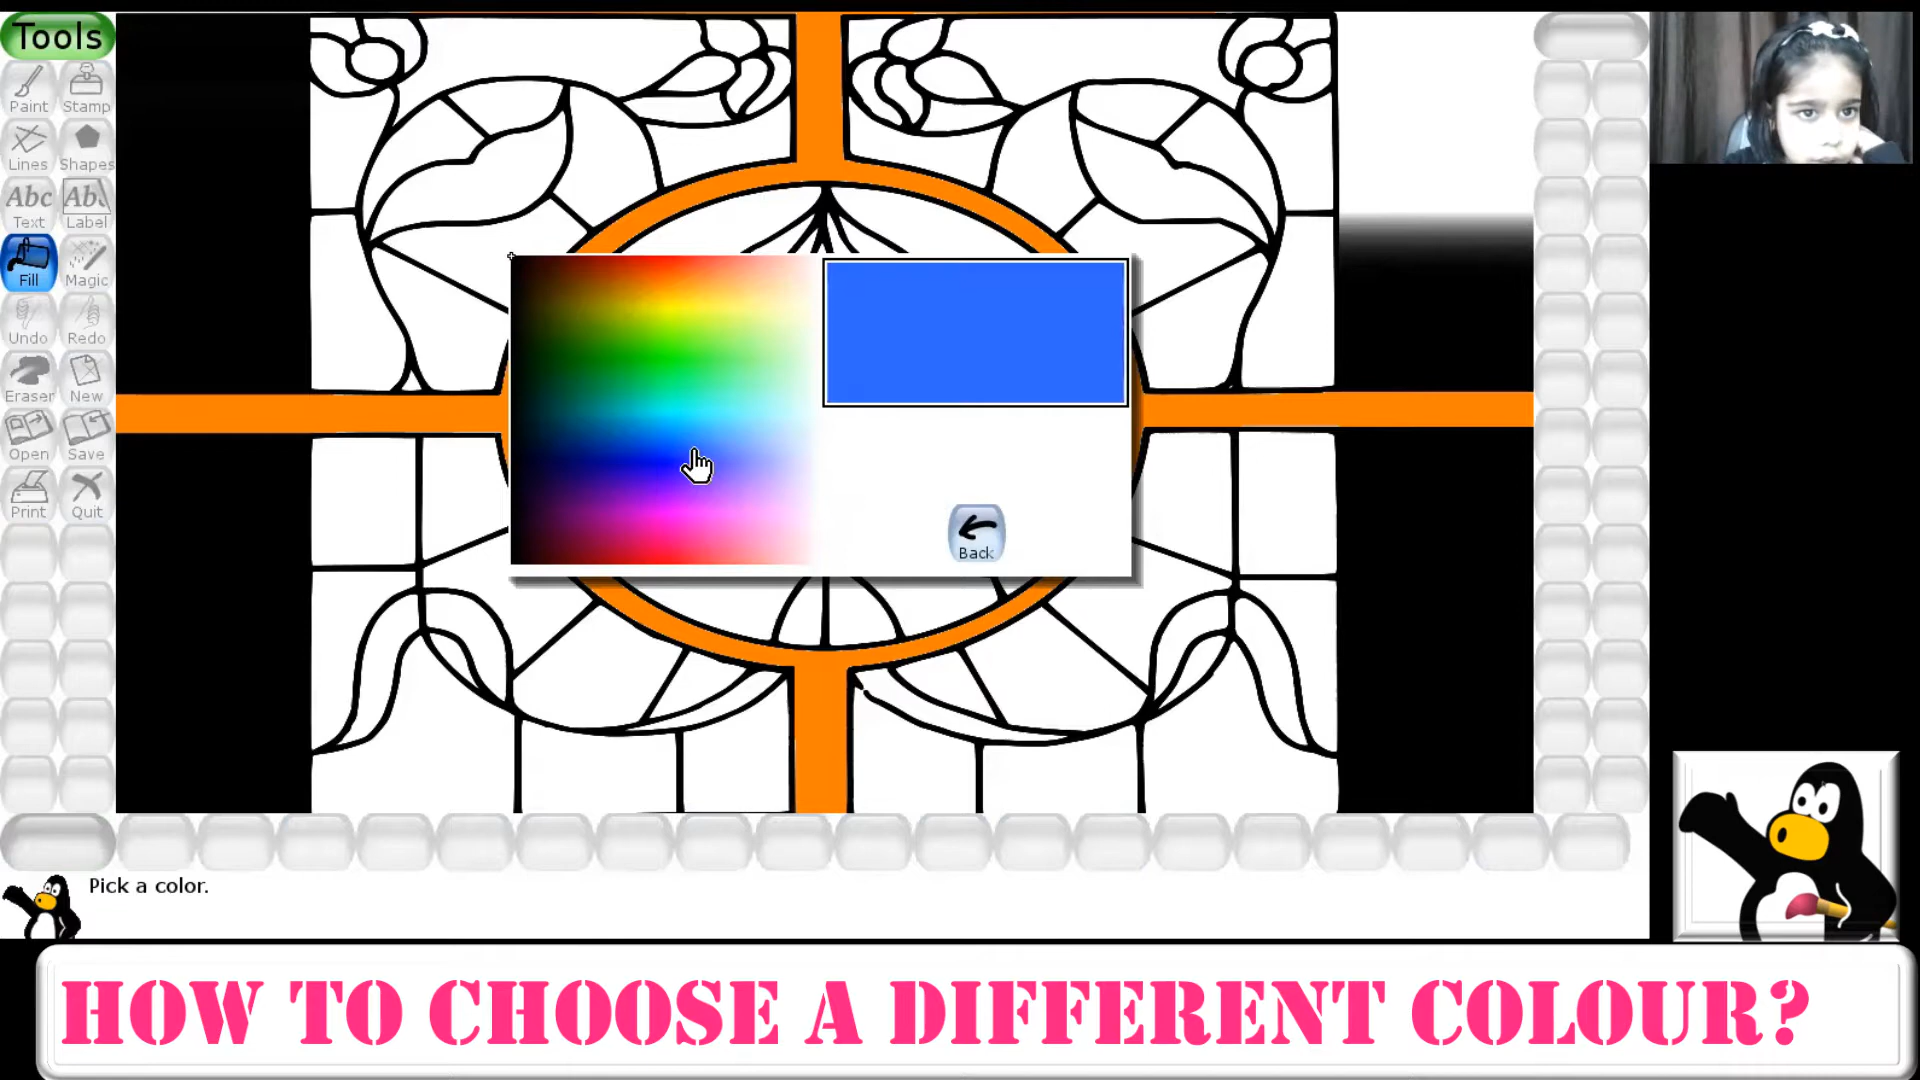 Tools
Paint Stamp
Lines Shapes
Abc Abc
Text Label
Fill Magic
Undo Redo
Eraser New
Open Save
Print Quit
Back
Pick a color.
HOW TO CHOOSE A DIFFERENT COLOUR?